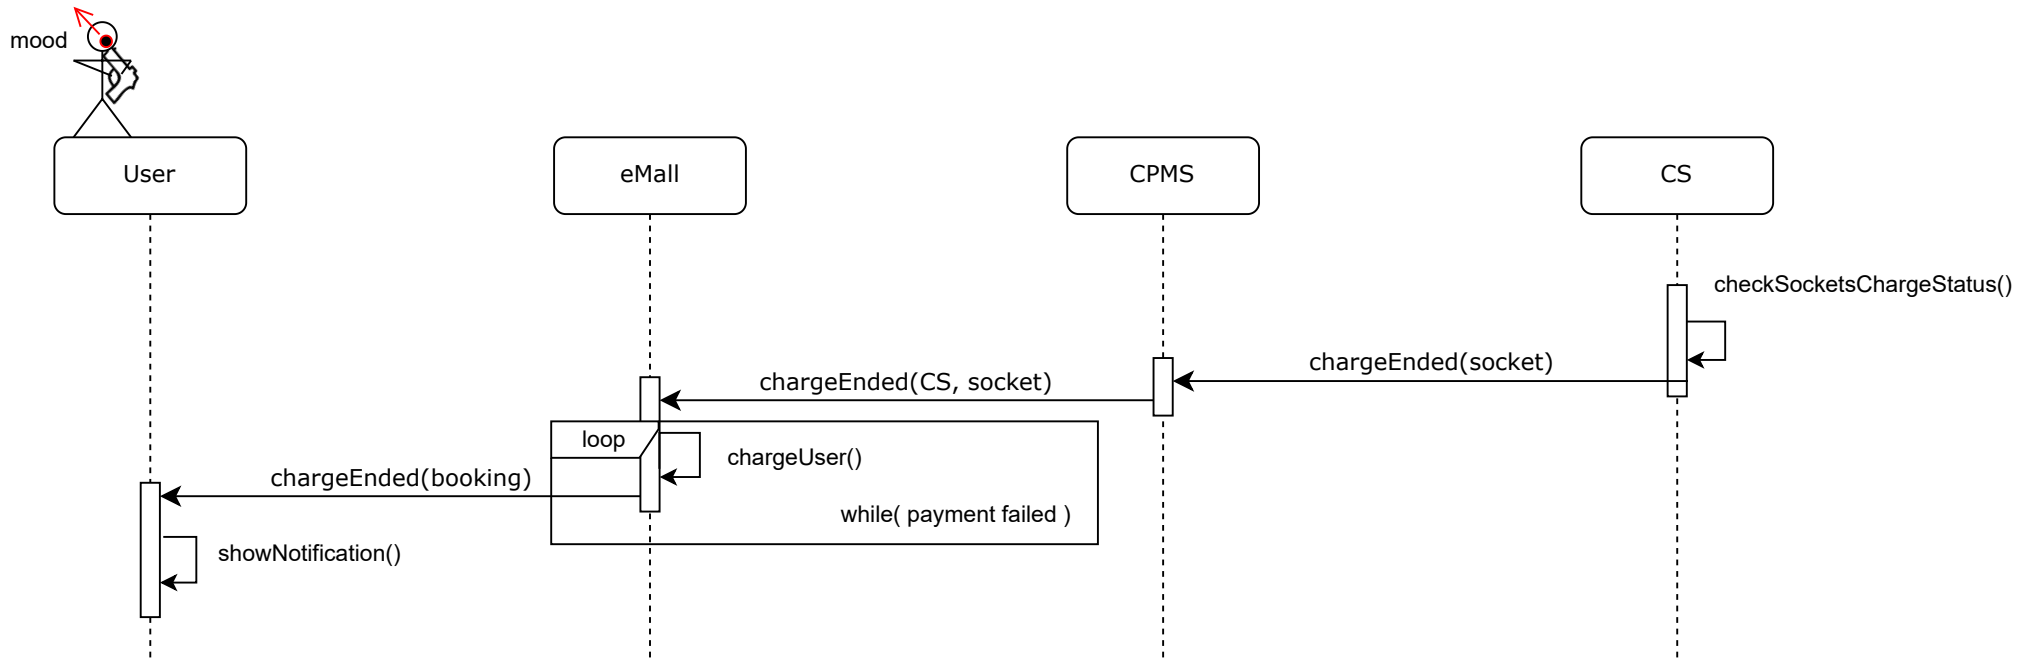 mood
User
eMall
CPMS
CS
checkSocketsChargeStatus()
chargeEnded(socket)
chargeEnded(CS, socket)
loop
chargeUser()
chargeEnded(booking)
while( payment failed )
showNotification()